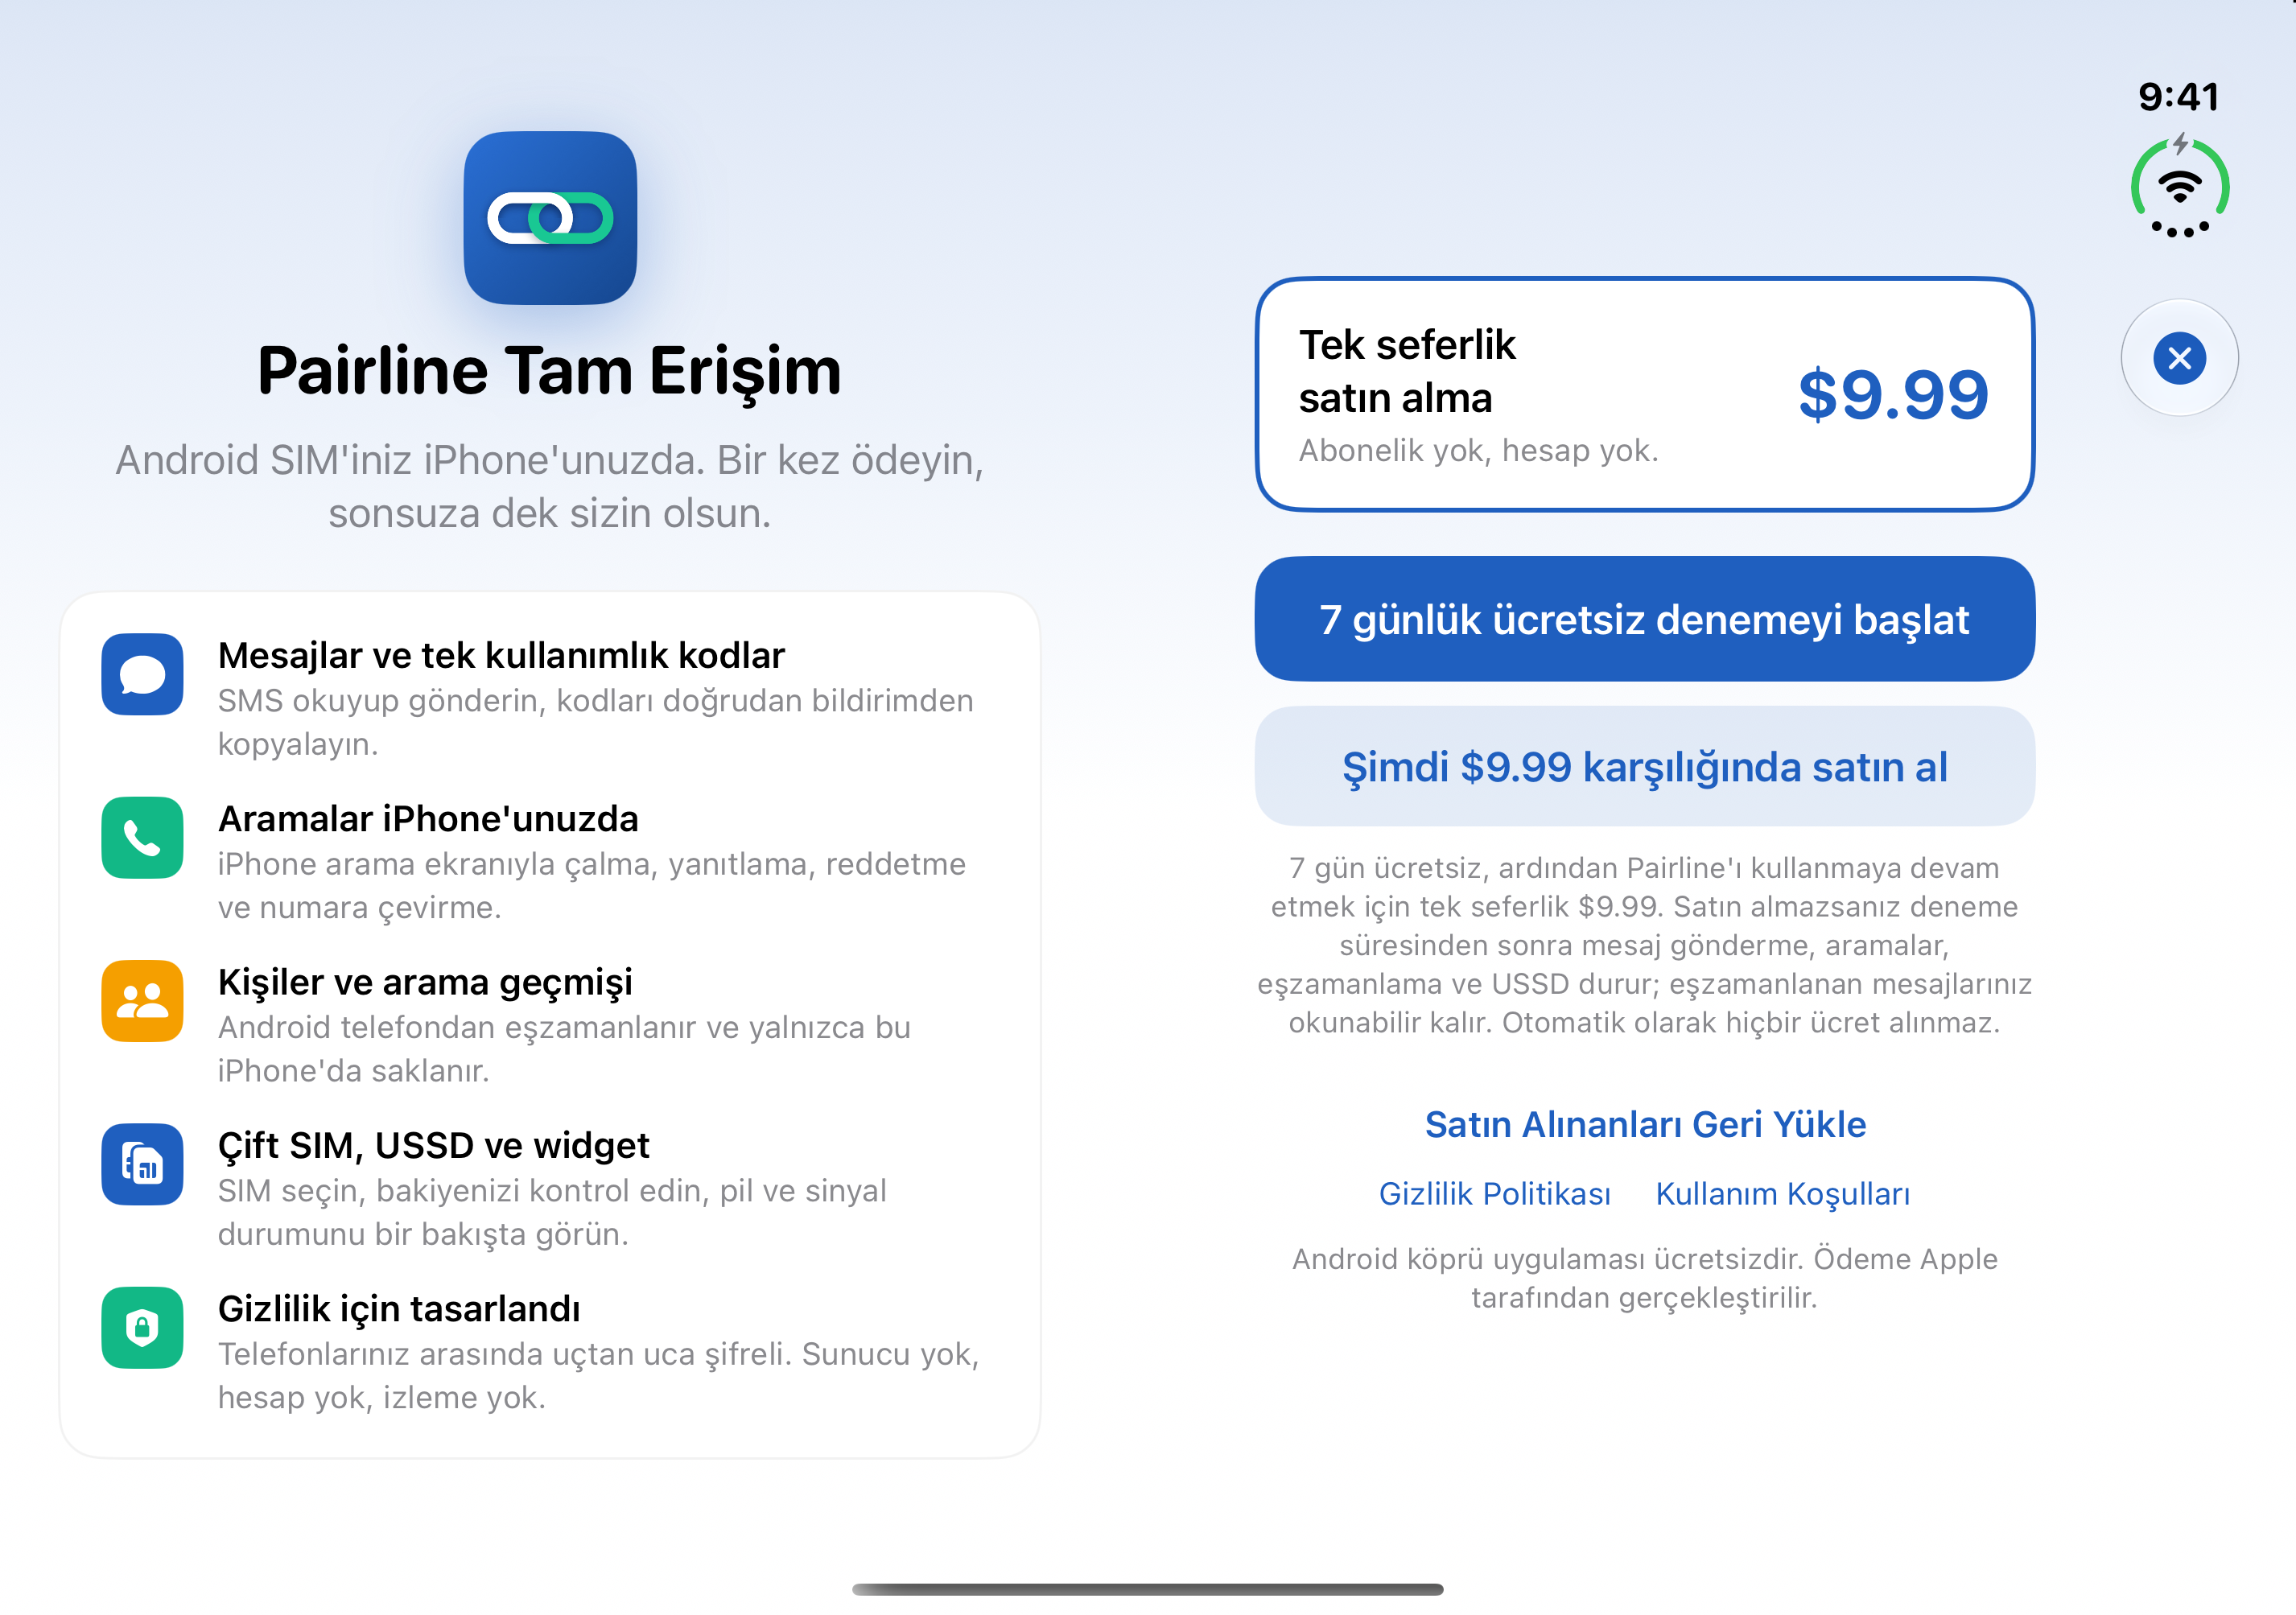 9:41
Pairline Tam Erişim
Android SIM'iniz iPhone'unuzda. Bir kez ödeyin,
sonsuza dek sizin olsun.
Mesajlar ve tek kullanımlık kodlar
SMS okuyup gönderin, kodları doğrudan bildirimden
kopyalayın.
Aramalar iPhone'unuzda
iPhone arama ekranıyla çalma, yanıtlama, reddetme
ve numara çevirme.
Kişiler ve arama geçmişi
Android telefondan eşzamanlanır ve yalnızca bu
iPhone'da saklanır.
Çift SIM, USSD ve widget
SIM seçin, bakiyenizi kontrol edin, pil ve sinyal
durumunu bir bakışta görün.
Gizlilik için tasarlandı
Telefonlarınız arasında uçtan uca şifreli. Sunucu yok,
hesap yok, izleme yok.
Tek seferlik
satın alma
Abonelik yok, hesap yok.
$9.99
7 günlük ücretsiz denemeyi başlat
Şimdi $9.99 karşılığında satın al
7 gün ücretsiz, ardından Pairline'ı kullanmaya devam
etmek için tek seferlik $9.99. Satın almazsanız deneme
süresinden sonra mesaj gönderme, aramalar,
eşzamanlama ve USSD durur; eşzamanlanan mesajlarınız
okunabilir kalır. Otomatik olarak hiçbir ücret alınmaz.
Satın Alınanları Geri Yükle
Gizlilik Politikası Kullanım Koşulları
Android köprü uygulaması ücretsizdir. Ödeme Apple
tarafından gerçekleştirilir.